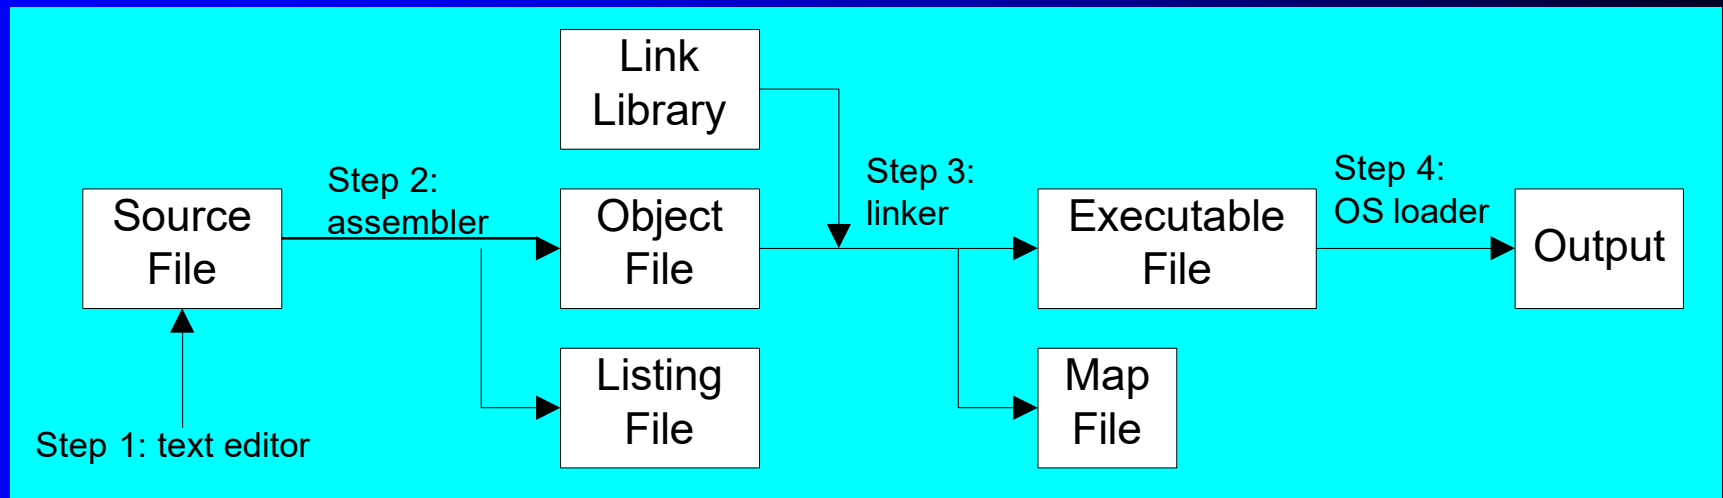 Link
Library
Step 2:
assembler
Step 3:
linker
Step 4:
OS loader
Source
File
Object
File
Executable
File
Output
Listing
File
Map
File
Step 1: text editor